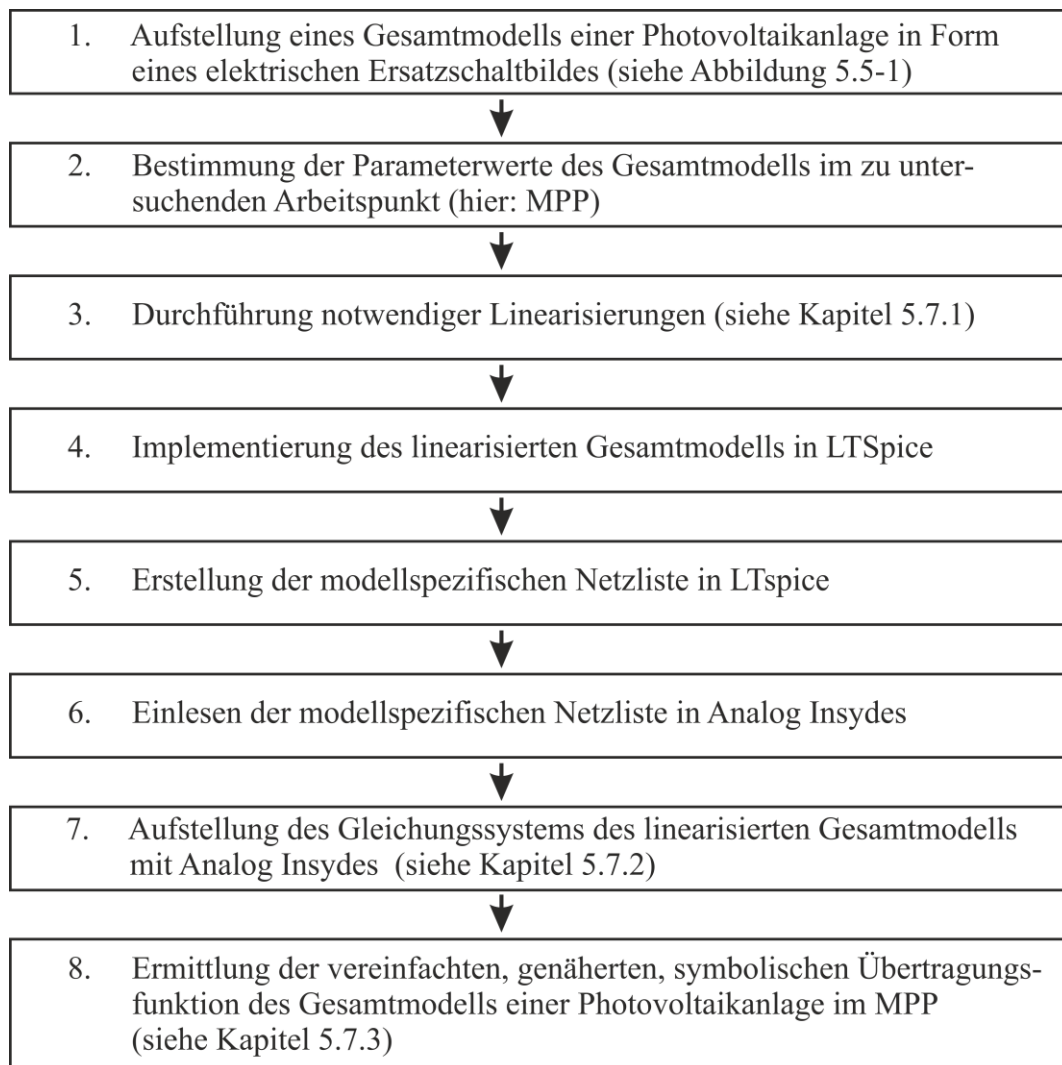 1. Aufstellung eines Gesamtmodells einer Photovoltaikanlage in Form
eines elektrischen Ersatzschaltbildes (siehe Abbildung 5.5-1)
2. Bestimmung der Parameterwerte des Gesamtmodells im zu unter-
suchenden Arbeitspunkt (hier: MPP)
3. Durchführung notwendiger Linearisierungen (siehe Kapitel 5.7.1)
4. Implementierung des linearisierten Gesamtmodells in LTSpice
5. Erstellung der modellspezifischen Netzliste in LTspice
6. Einlesen der modellspezifischen Netzliste in Analog Insydes
7. Aufstellung des Gleichungssystems des linearisierten Gesamtmodells
mit Analog Insydes (siehe Kapitel 5.7.2)
8. Ermittlung der vereinfachten, genäherten, symbolischen Übertragungs-
funktion des Gesamtmodells einer Photovoltaikanlage im MPP
(siehe Kapitel 5.7.3)